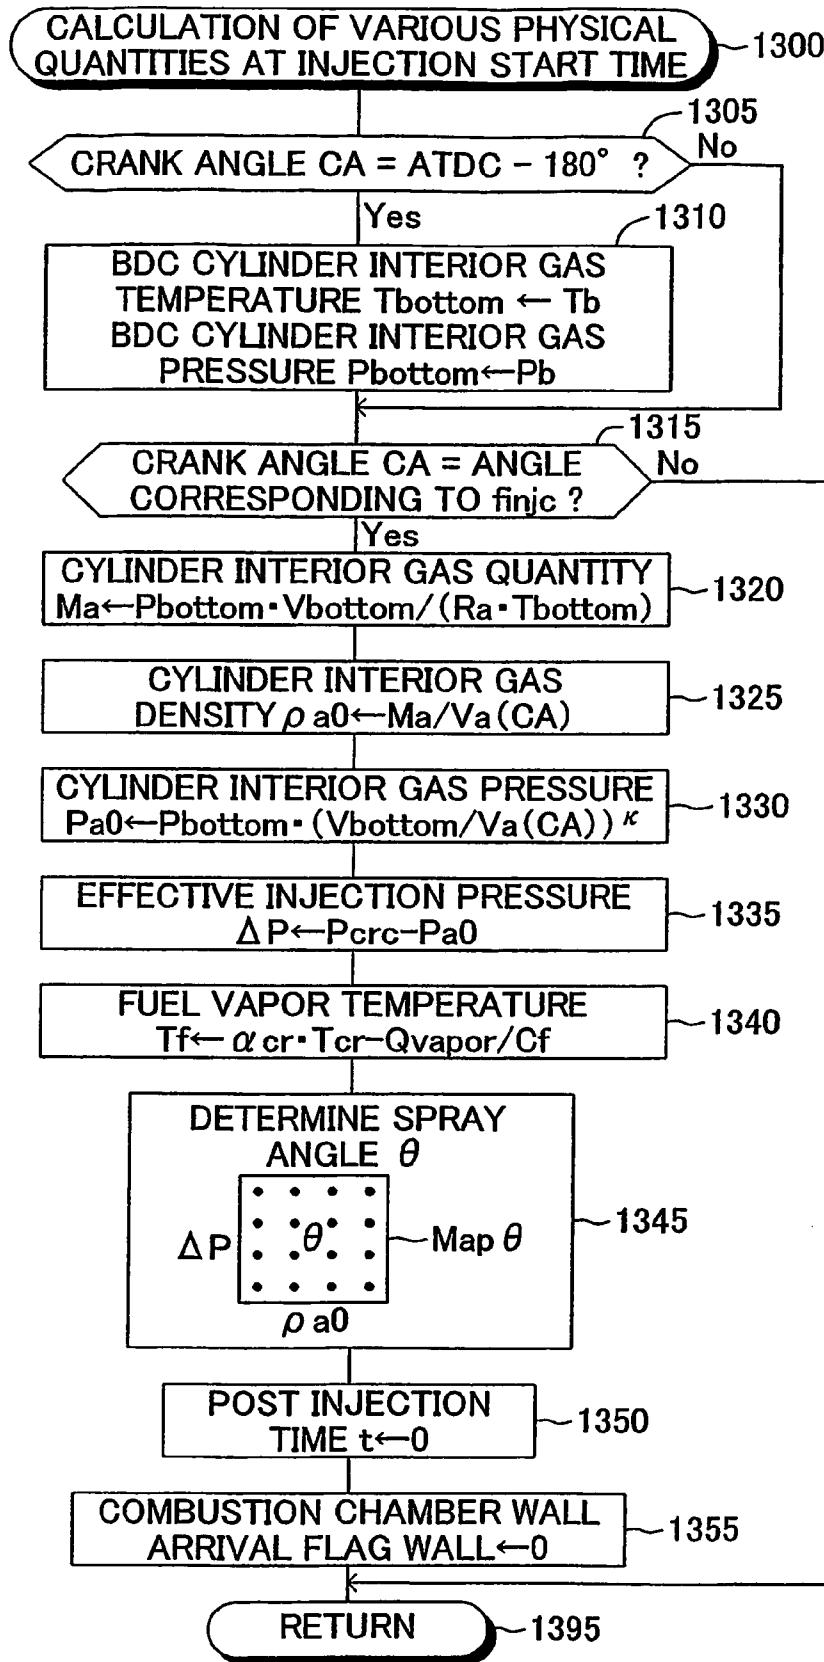 CALCULATION OF VARIOUS PHYSICAL
QUANTITIES AT INJECTION START TIME
1300
1305
CRANK ANGLE CA = ATDC - 180° ?
No
Yes
1310
BDC CYLINDER INTERIOR GAS
TEMPERATURE Tbottom ← Tb
BDC CYLINDER INTERIOR GAS
PRESSURE Pbottom←Pb
1315
CRANK ANGLE CA = ANGLE
CORRESPONDING TO finjc ?
No
Yes
CYLINDER INTERIOR GAS QUANTITY
Ma←Pbottom·Vbottom/(Ra·Tbottom)
1320
CYLINDER INTERIOR GAS
DENSITY ρa0←Ma/Va(CA)
1325
CYLINDER INTERIOR GAS PRESSURE
Pa0←Pbottom·(Vbottom/Va(CA))^κ
1330
EFFECTIVE INJECTION PRESSURE
ΔP←Pcrc-Pa0
1335
FUEL VAPOR TEMPERATURE
Tf←αcr·Tcr-Qvapor/Cf
1340
DETERMINE SPRAY
ANGLE θ
ΔP
θ
Map θ
ρa0
1345
POST INJECTION
TIME t←0
1350
COMBUSTION CHAMBER WALL
ARRIVAL FLAG WALL←0
1355
RETURN
1395